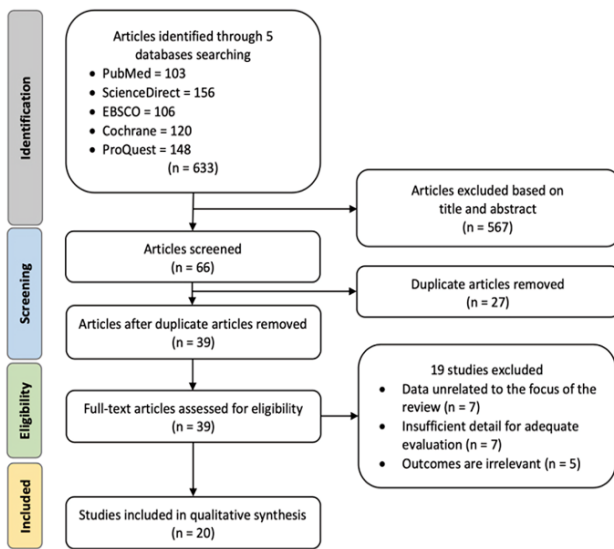 Identification
Articles identified through 5
databases searching
• PubMed = 103
• ScienceDirect = 156
• EBSCO = 106
• Cochrane = 120
• ProQuest = 148
(n = 633)
Articles excluded based on
title and abstract
(n = 567)
Screening
Articles screened
(n = 66)
Duplicate articles removed
(n = 27)
Articles after duplicate articles removed
(n = 39)
Eligibility
Full-text articles assessed for eligibility
(n = 39)
19 studies excluded
• Data unrelated to the focus of the
review (n = 7)
• Insufficient detail for adequate
evaluation (n = 7)
• Outcomes are irrelevant (n = 5)
Included
Studies included in qualitative synthesis
(n = 20)